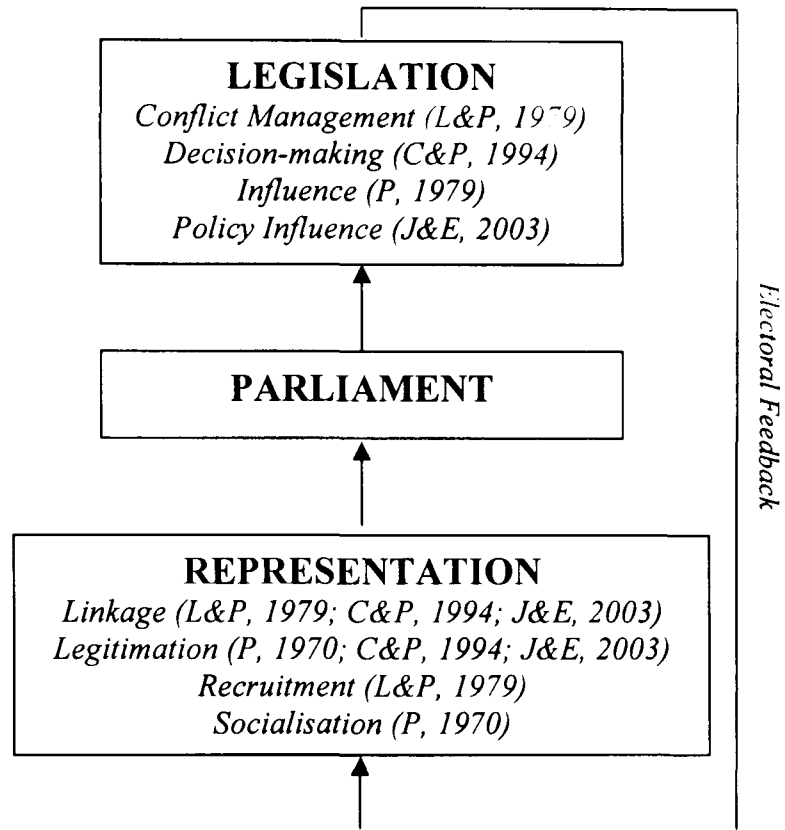 LEGISLATION
Conflict Management (L&P, 1979)
Decision-making (C&P, 1994)
Influence (P, 1979)
Policy Influence (J&E, 2003)
Electoral Feedback
PARLIAMENT
REPRESENTATION
Linkage (L&P, 1979; C&P, 1994; J&E, 2003)
Legitimation (P, 1970; C&P, 1994; J&E, 2003)
Recruitment (L&P, 1979)
Socialisation (P, 1970)